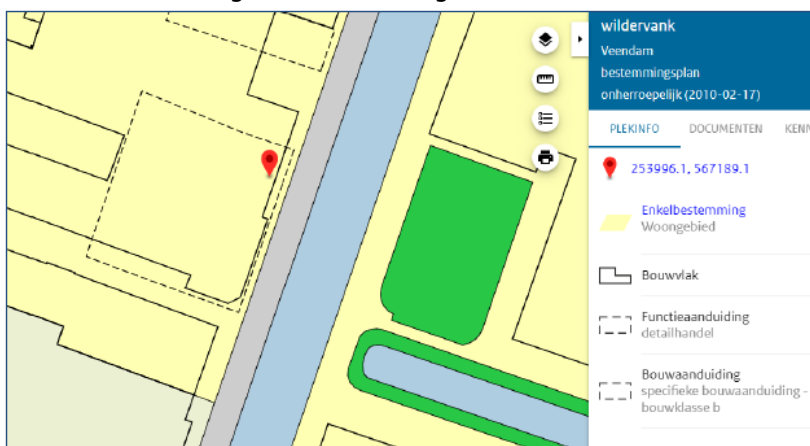 wildervank
Veendam
bestemmingsplan
onherroepelijk (2010-02-17)
PLEKINFO DOCUMENTEN
253996.1, 567189.1
Enkelbestemming
Woongebied
Bouwvlak
Functieaanduiding
detailhandel
Bouwaanduiding
specifieke bouwaanduiding -
bouwklasse b